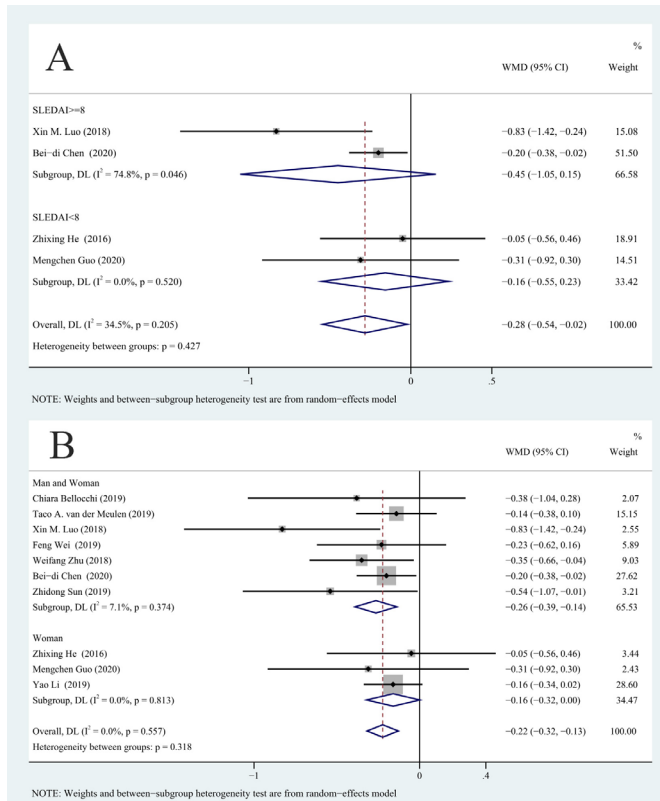 A
%
WMD (95% CI) Weight
SLEDAI>=8
Xin M. Luo (2018) −0.83 (−1.42, −0.24) 15.08
Bei−di Chen (2020) −0.20 (−0.38, −0.02) 51.50
Subgroup, DL (I² = 74.8%, p = 0.046) −0.45 (−1.05, 0.15) 66.58
SLEDAI<8
Zhixing He (2016) −0.05 (−0.56, 0.46) 18.91
Mengchen Guo (2020) −0.31 (−0.92, 0.30) 14.51
Subgroup, DL (I² = 0.0%, p = 0.520) −0.16 (−0.55, 0.23) 33.42
Overall, DL (I² = 34.5%, p = 0.205) −0.28 (−0.54, −0.02) 100.00
Heterogeneity between groups: p = 0.427
−1 0 .5
NOTE: Weights and between−subgroup heterogeneity test are from random−effects model
B
%
WMD (95% CI) Weight
Man and Woman
Chiara Bellocchi (2019) −0.38 (−1.04, 0.28) 2.07
Taco A. van der Meulen (2019) −0.14 (−0.38, 0.10) 15.15
Xin M. Luo (2018) −0.83 (−1.42, −0.24) 2.55
Feng Wei (2019) −0.23 (−0.62, 0.16) 5.89
Weifang Zhu (2018) −0.35 (−0.66, −0.04) 9.03
Bei−di Chen (2020) −0.20 (−0.38, −0.02) 27.62
Zhidong Sun (2019) −0.54 (−1.07, −0.01) 3.21
Subgroup, DL (I² = 7.1%, p = 0.374) −0.26 (−0.39, −0.14) 65.53
Woman
Zhixing He (2016) −0.05 (−0.56, 0.46) 3.44
Mengchen Guo (2020) −0.31 (−0.92, 0.30) 2.43
Yao Li (2019) −0.16 (−0.34, 0.02) 28.60
Subgroup, DL (I² = 0.0%, p = 0.813) −0.16 (−0.32, 0.00) 34.47
Overall, DL (I² = 0.0%, p = 0.557) −0.22 (−0.32, −0.13) 100.00
Heterogeneity between groups: p = 0.318
−1 0 .4
NOTE: Weights and between−subgroup heterogeneity test are from random−effects model